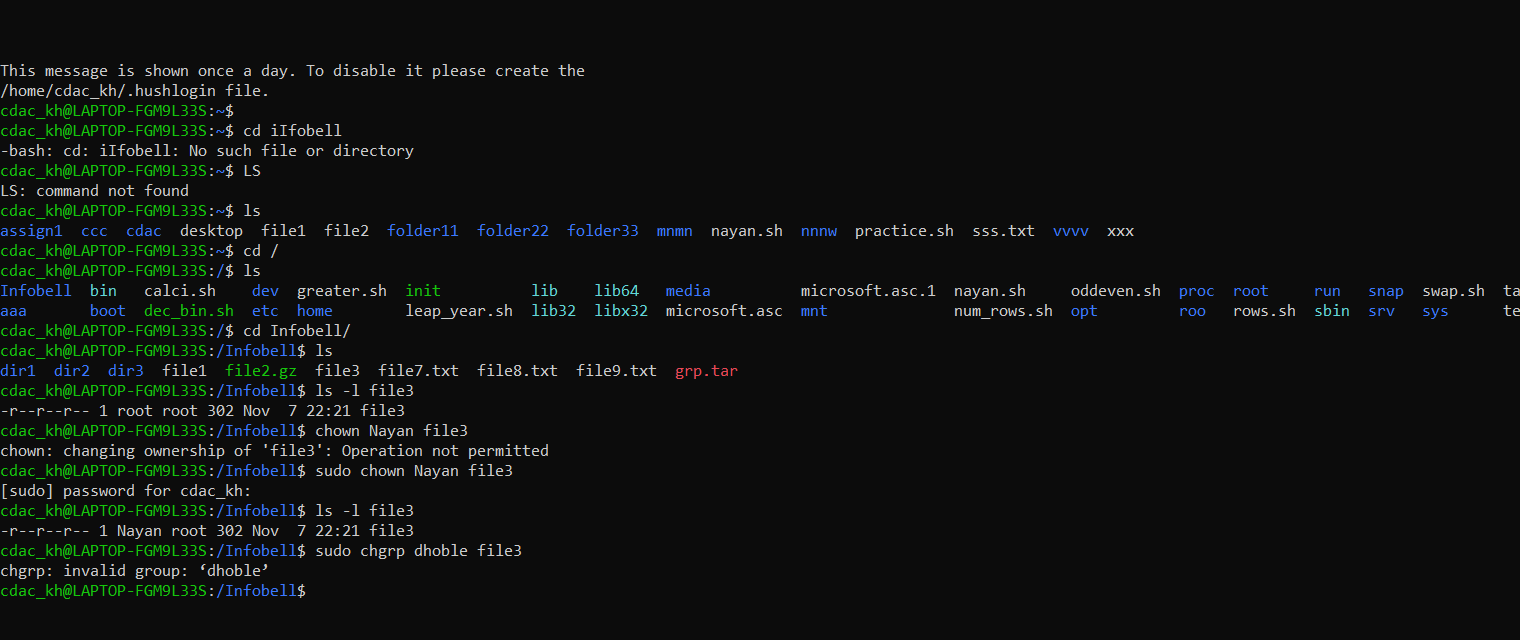 This message is shown once a day. To disable it please create the
/home/cdac_kh/.hushlogin file.
cdac_kh@LAPTOP-FGM9L33S:~$
cdac_kh@LAPTOP-FGM9L33S:~$ cd iIfobell
-bash: cd: iIfobell: No such file or directory
cdac_kh@LAPTOP-FGM9L33S:~$ LS
LS: command not found
cdac_kh@LAPTOP-FGM9L33S:~$ ls
assign1  ccc  cdac  desktop  file1  file2  folder11  folder22  folder33  mnmn  nayan.sh  nnnw  practice.sh  sss.txt  vvvv  xxx
cdac_kh@LAPTOP-FGM9L33S:~$ cd /
cdac_kh@LAPTOP-FGM9L33S:/$ ls
Infobell  bin   calci.sh    dev  greater.sh  init          lib    lib64   media          microsoft.asc.1  nayan.sh     oddeven.sh  proc  root     run   snap  swap.sh  ta
aaa       boot  dec_bin.sh  etc  home        leap_year.sh  lib32  libx32  microsoft.asc  mnt              num_rows.sh  opt         roo   rows.sh  sbin  srv   sys      te
cdac_kh@LAPTOP-FGM9L33S:/$ cd Infobell/
cdac_kh@LAPTOP-FGM9L33S:/Infobell$ ls
dir1  dir2  dir3  file1  file2.gz  file3  file7.txt  file8.txt  file9.txt  grp.tar
cdac_kh@LAPTOP-FGM9L33S:/Infobell$ ls -l file3
-r--r--r-- 1 root root 302 Nov  7 22:21 file3
cdac_kh@LAPTOP-FGM9L33S:/Infobell$ chown Nayan file3
chown: changing ownership of 'file3': Operation not permitted
cdac_kh@LAPTOP-FGM9L33S:/Infobell$ sudo chown Nayan file3
[sudo] password for cdac_kh:
cdac_kh@LAPTOP-FGM9L33S:/Infobell$ ls -l file3
-r--r--r-- 1 Nayan root 302 Nov  7 22:21 file3
cdac_kh@LAPTOP-FGM9L33S:/Infobell$ sudo chgrp dhoble file3
chgrp: invalid group: ‘dhoble’
cdac_kh@LAPTOP-FGM9L33S:/Infobell$